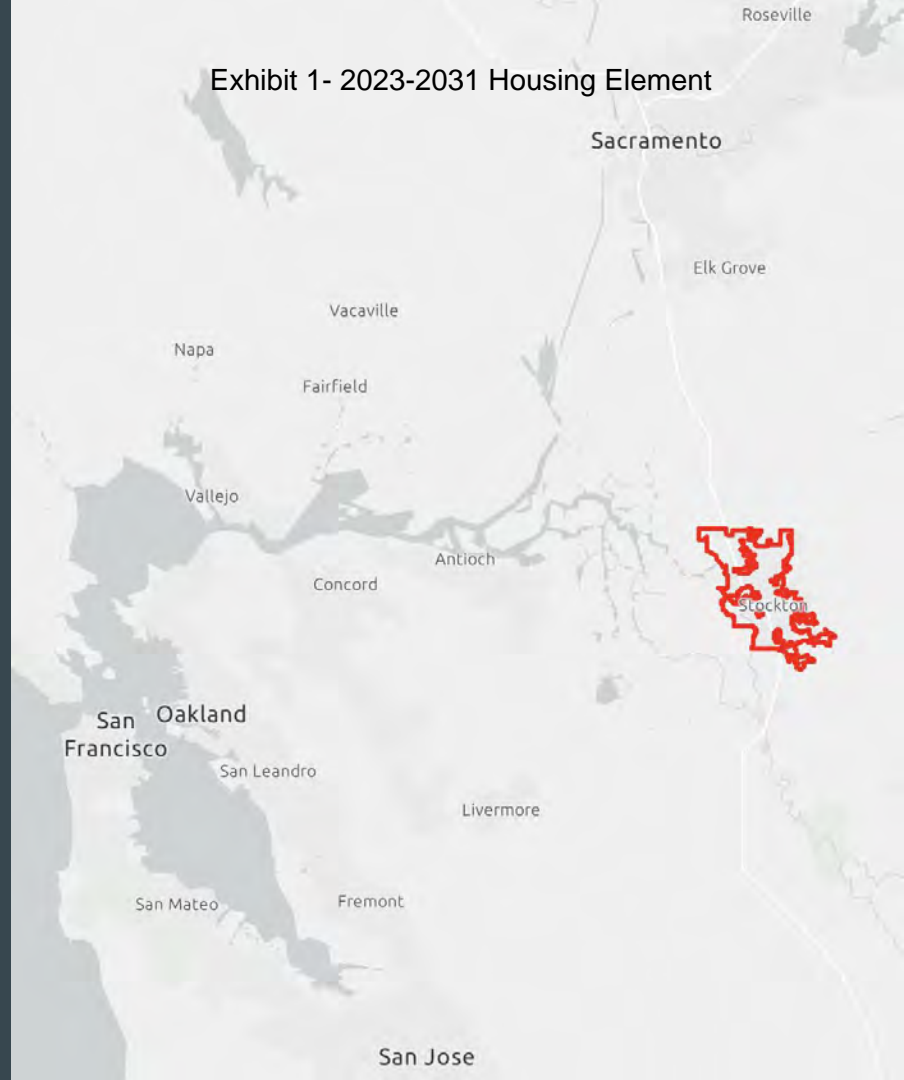 Roseville
Exhibit 1- 2023-2031 Housing Element
Sacramento
Elk Grove
Vacaville
Napa
Fairfield
Vallejo
Antioch
Concord
Stockton
San
Francisco
Oakland
San Leandro
Livermore
San Mateo
Fremont
San Jose